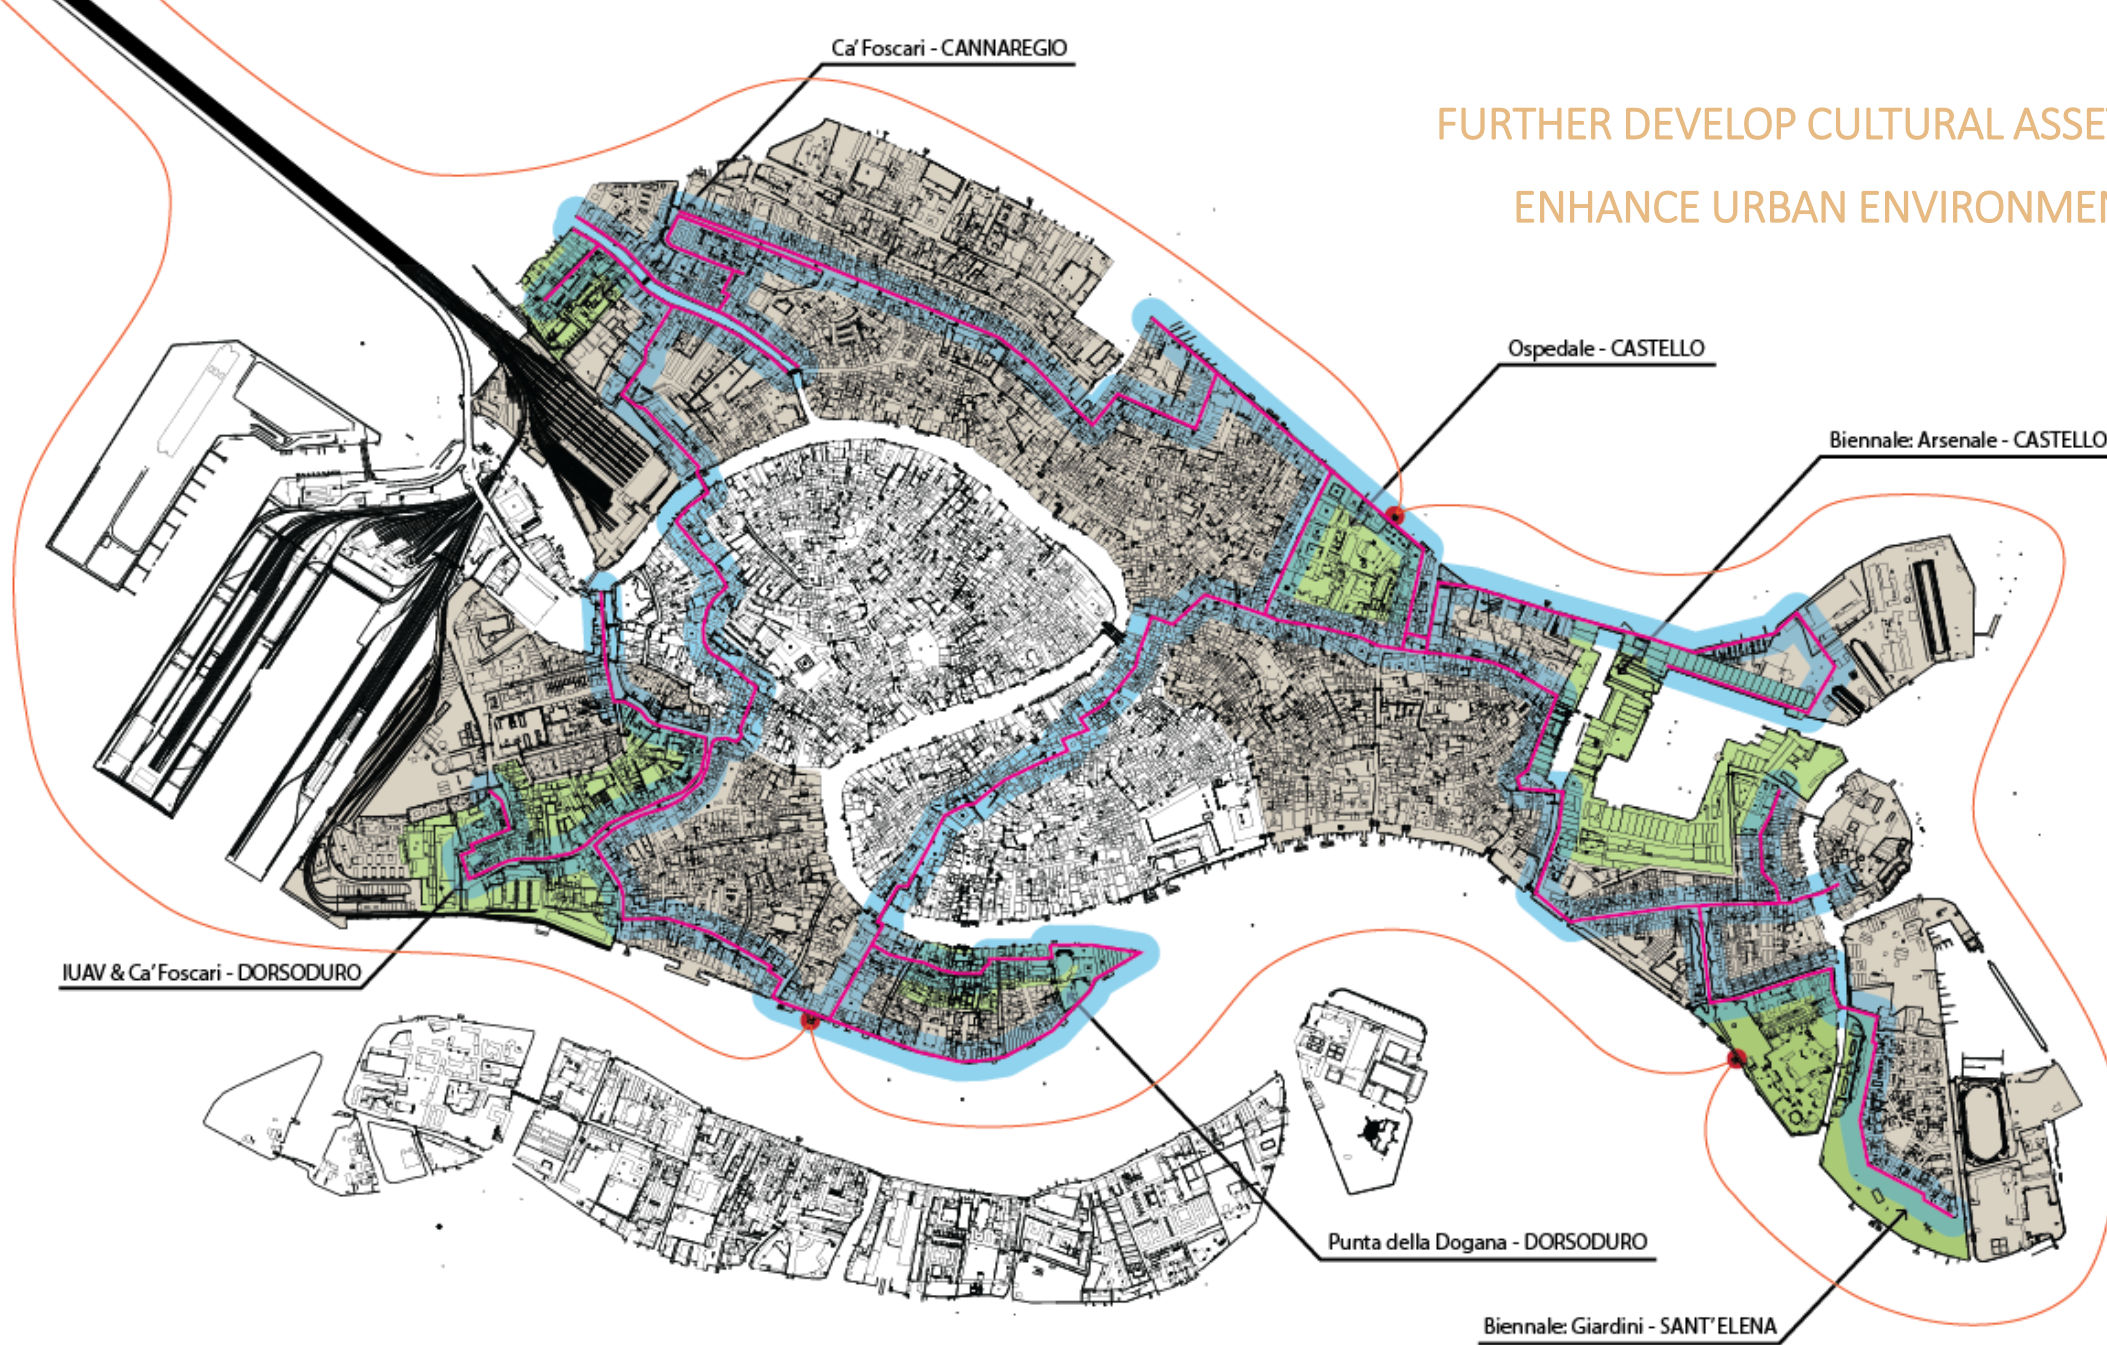 Ca' Foscari - CANNAREGIO
FURTHER DEVELOP CULTURAL ASSE
ENHANCE URBAN ENVIRONME
Ospedale - CASTELLO
Biennale: Arsenale - CASTELLO
IUAV & Ca' Foscari - DORSODURO
Punta della Dogana - DORSODURO
Biennale: Giardini - SANT'ELENA